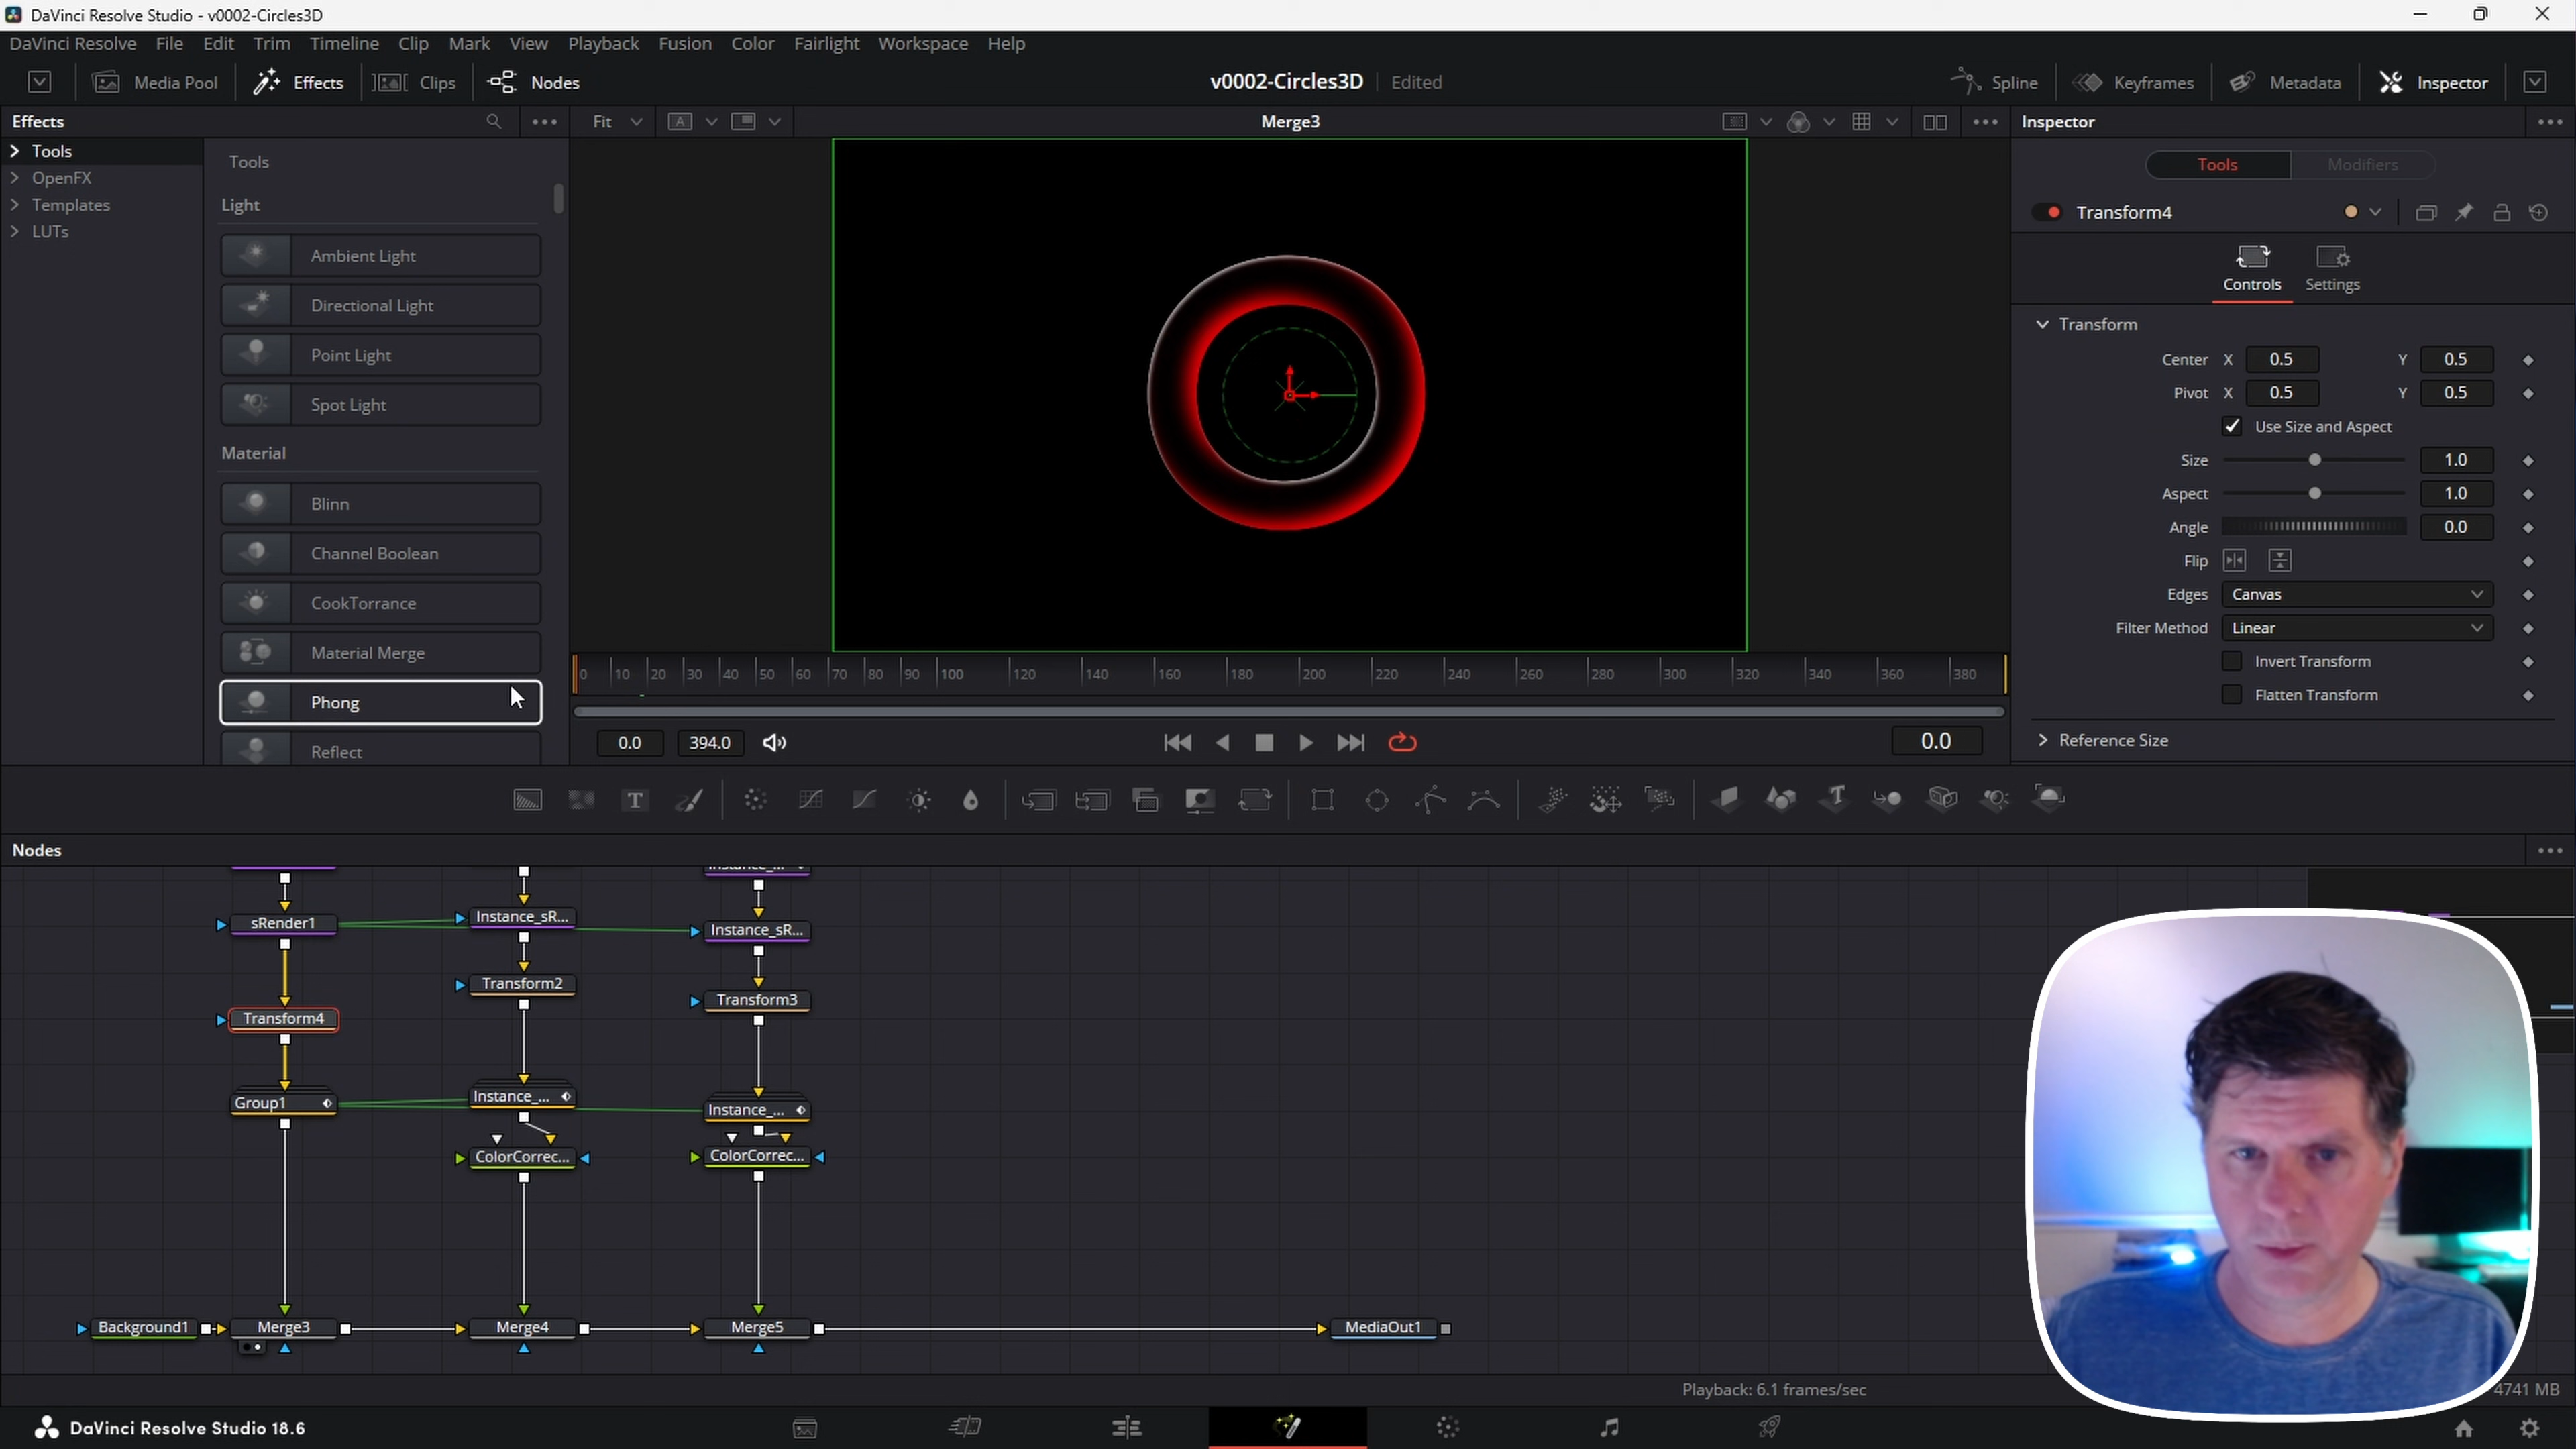 DaVinci Resolve Studio - v0002-Circles3D
DaVinci Resolve File Edit Trim Timeline Clip Mark View Playback Fusion Color Fairlight Workspace Help
Media Pool Effects Clips Nodes v0002-Circles3D Edited Spline Keyframes Metadata Inspector
Effects Fit A Merge3 Inspector
Tools
OpenFX
Templates
LUTs
Tools
Light
Ambient Light
Directional Light
Point Light
Spot Light
Material
Blinn
Channel Boolean
CookTorrance
Material Merge
Phong
Reflect
0 10 20 30 40 50 60 70 80 90 100 120 140 160 180 200 220 240 260 280 300 320 340 360 380
0.0 394.0 0.0
Tools Modifiers
Transform4
Controls Settings
Transform
Center X 0.5 Y 0.5
Pivot X 0.5 Y 0.5
Use Size and Aspect
Size 1.0
Aspect 1.0
Angle 0.0
Flip
Edges Canvas
Filter Method Linear
Invert Transform
Flatten Transform
Reference Size
T T
Nodes
sRender1 Instance_sR... Instance_sR...
Transform2 Transform3
Transform4
Group1 Instance_... Instance_...
ColorCorrec... ColorCorrec...
Background1 Merge3 Merge4 Merge5 MediaOut1
Playback: 6.1 frames/sec 4741 MB
DaVinci Resolve Studio 18.6